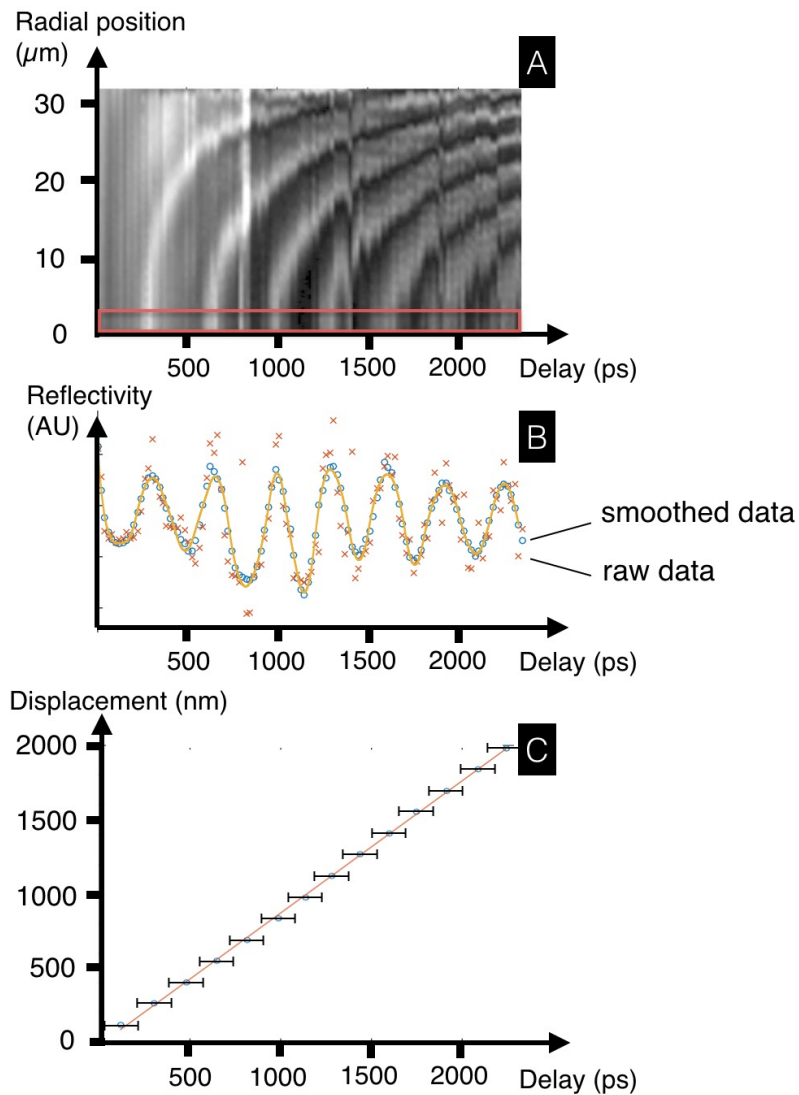 Radial position
(μm)
A
30
20
10
0
500 1000 1500 2000 Delay (ps)
Reflectivity
(AU)
B
smoothed data
raw data
500 1000 1500 2000 Delay (ps)
Displacement (nm)
C
2000
1500
1000
500
0
500 1000 1500 2000 Delay (ps)